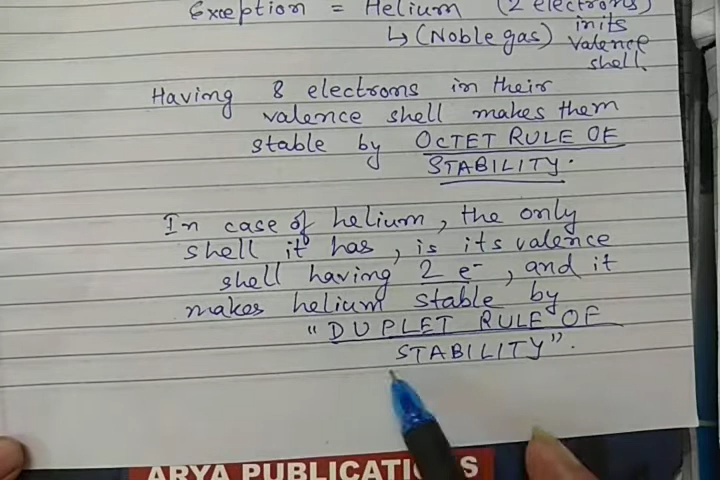 Exception = Helium (2 electrons)
↳ (Noble gas) in its
valence
shell.
Having 8 electrons in their
valence shell makes them
stable by OCTET RULE OF
STABILITY.
In case of helium, the only
shell it has, is its valence
shell having 2 e⁻, and it
makes helium stable by
"DUPLET RULE OF
STABILITY".
ARYA PUBLICATI S